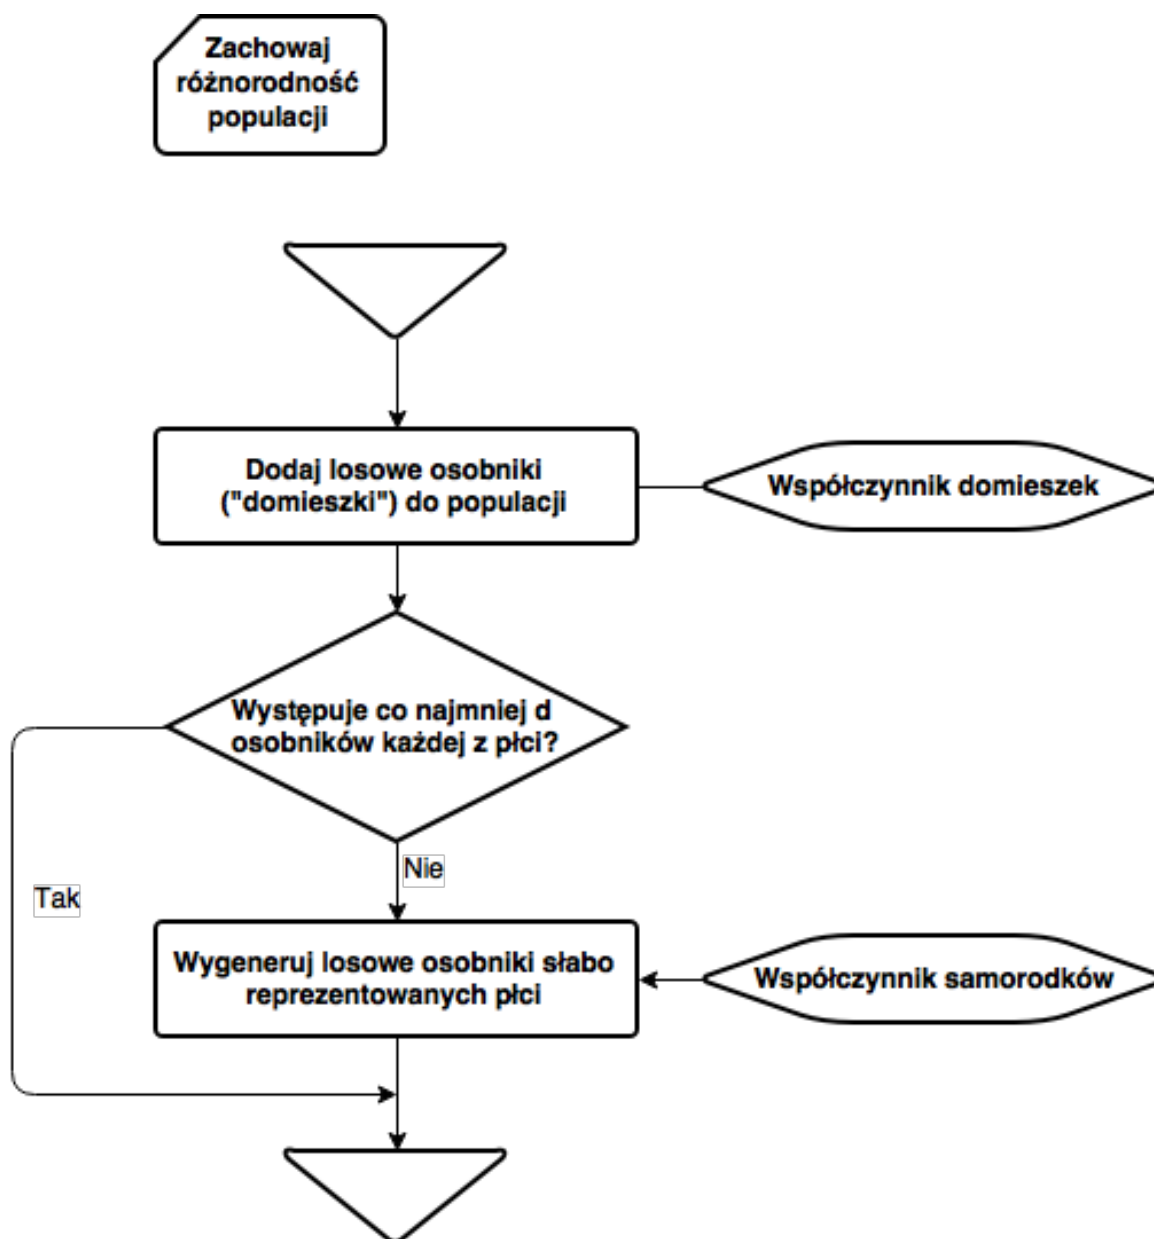 Zachowaj
różnorodność
populacji
Dodaj losowe osobniki
("domieszki") do populacji
Współczynnik domieszek
Występuje co najmniej d
osobników każdej z płci?
Nie
Tak
Wygeneruj losowe osobniki słabo
reprezentowanych płci
Współczynnik samorodków